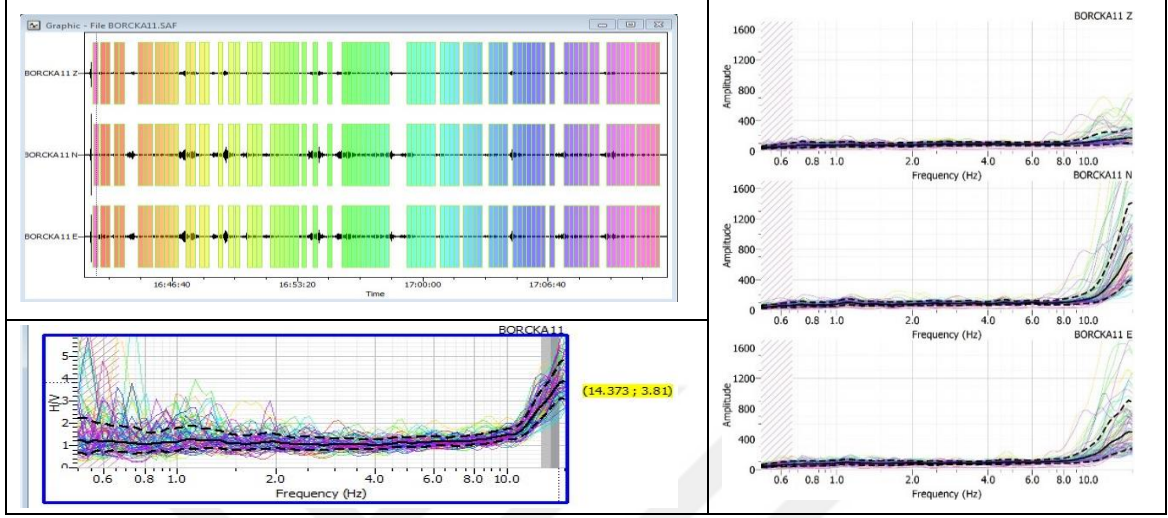 Graphic - File BORCKA11.SAF
BORCKA11 Z
BORCKA11 N
BORCKA11 E
16:46:40 16:53:20 17:00:00 17:06:40
Time
BORCKA11
5
4
3
2
1
0
H/V
(14.373 ; 3.81)
0.6 0.8 1.0 2.0 4.0 6.0 8.0 10.0
Frequency (Hz)
BORCKA11 Z
1600
1200
800
400
0
Amplitude
0.6 0.8 1.0 2.0 4.0 6.0 8.0 10.0
Frequency (Hz)
BORCKA11 N
1600
1200
800
400
0
Amplitude
0.6 0.8 1.0 2.0 4.0 6.0 8.0 10.0
Frequency (Hz)
BORCKA11 E
1600
1200
800
400
0
Amplitude
0.6 0.8 1.0 2.0 4.0 6.0 8.0 10.0
Frequency (Hz)